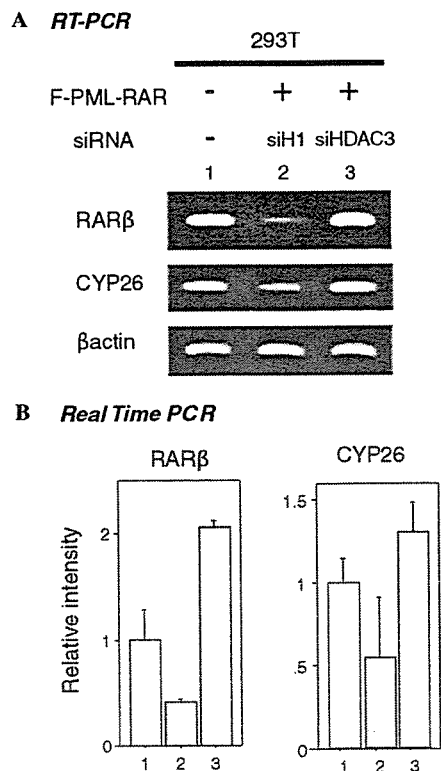 A RT-PCR
293T
F-PML-RAR - + +
siRNA - siH1 siHDAC3
1 2 3
RARβ
CYP26
βactin
B Real Time PCR
RARβ CYP26
Relative intensity
2
1
0
1 2 3
1.5
1
.5
0
1 2 3